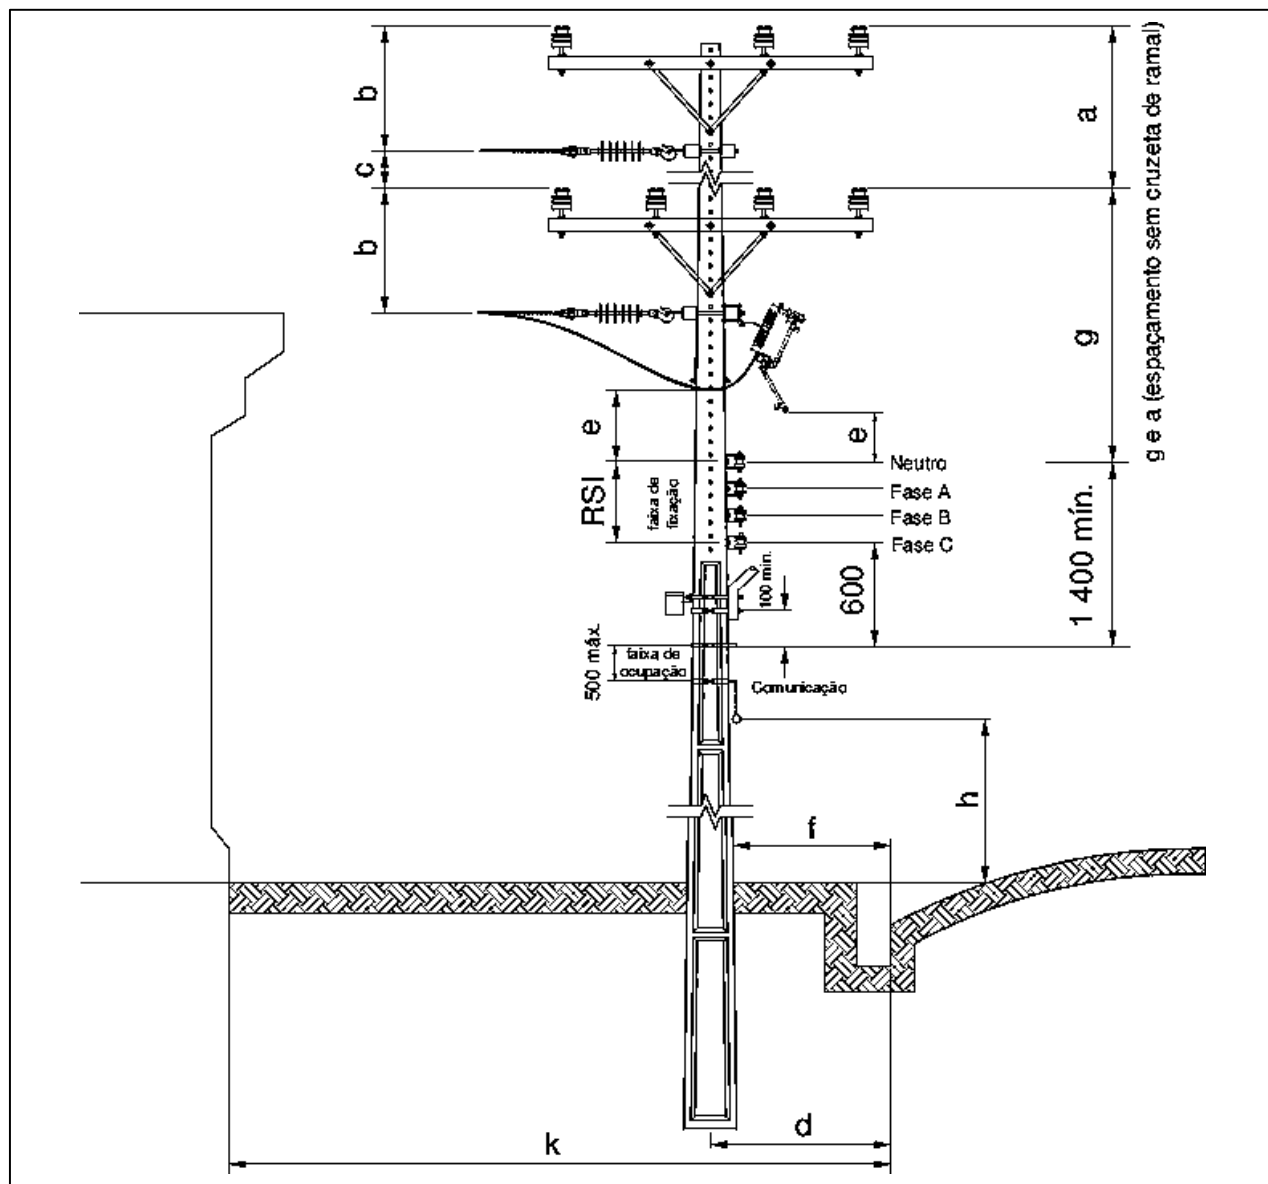 b
a
c
b
g
g e a (espaçamento sem cruzeta de ramal)
e
e
RSI
faixa de
fixação
Neutro
Fase A
Fase B
Fase C
100 mín.
600
1 400 mín.
500 máx.
faixa de
ocupação
Comunicação
h
f
d
k